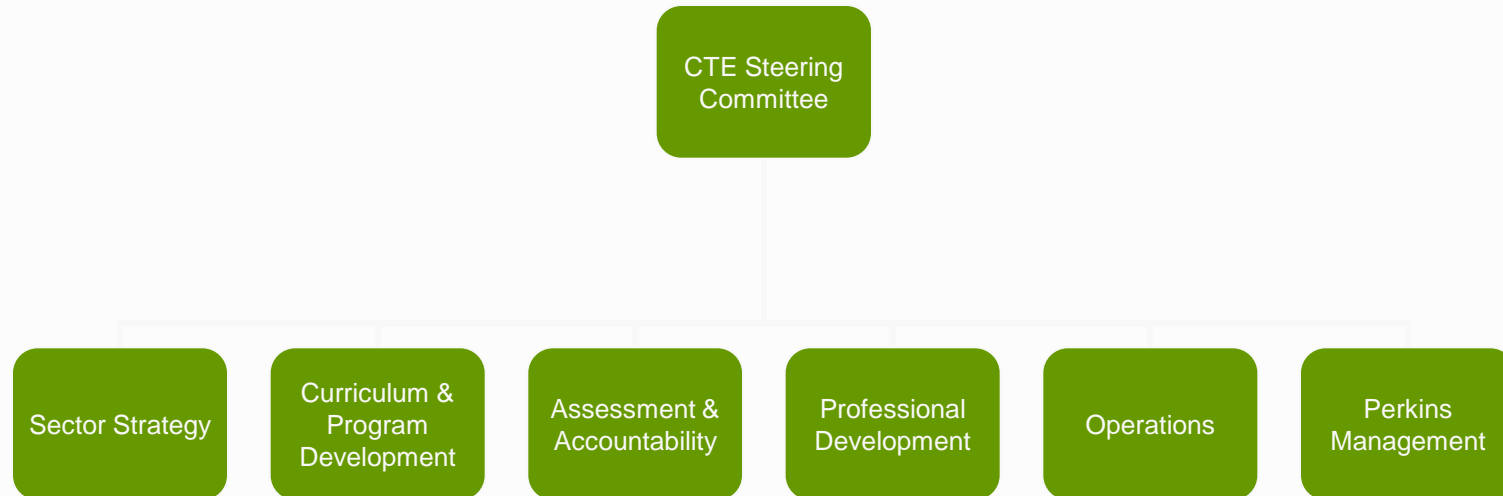 CTE Steering
Committee
Sector Strategy
Curriculum &
Program
Development
Assessment &
Accountability
Professional
Development
Operations
Perkins
Management